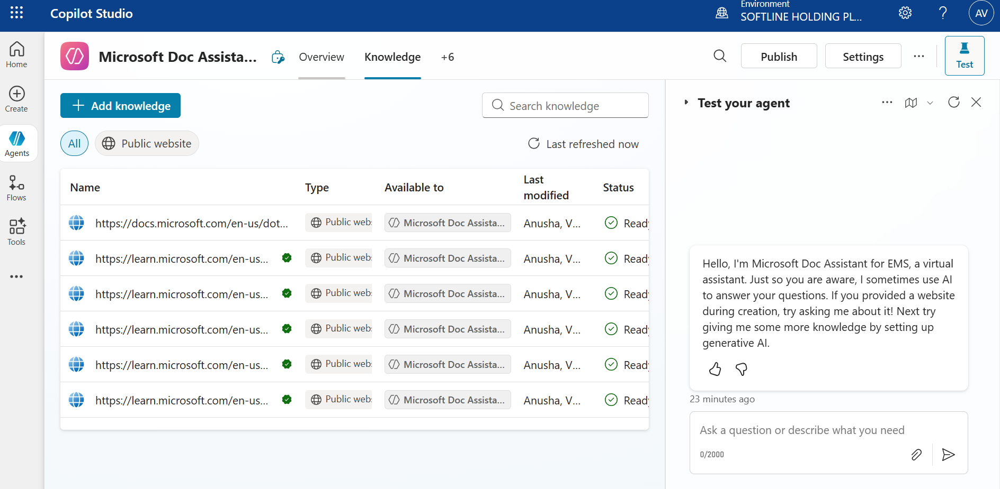 Copilot Studio
Environment
SOFTLINE HOLDING PL...
AV
Home
Create
Agents
Flows
Tools
Microsoft Doc Assista...
Overview
Knowledge
+6
Publish
Settings
Test
Add knowledge
Search knowledge
All
Public website
Last refreshed now
Name
Type
Available to
Last modified
Status
https://docs.microsoft.com/en-us/dot...
Public web
Microsoft Doc Assista...
Anusha, V...
Ready
https://learn.microsoft.com/en-us...
Public web
Microsoft Doc Assista...
Anusha, V...
Ready
https://learn.microsoft.com/en-us...
Public web
Microsoft Doc Assista...
Anusha, V...
Ready
https://learn.microsoft.com/en-us...
Public web
Microsoft Doc Assista...
Anusha, V...
Ready
https://learn.microsoft.com/en-us...
Public web
Microsoft Doc Assista...
Anusha, V...
Ready
https://learn.microsoft.com/en-us...
Public web
Microsoft Doc Assista...
Anusha, V...
Ready
Test your agent
Hello, I'm Microsoft Doc Assistant for EMS, a virtual
assistant. Just so you are aware, I sometimes use AI
to answer your questions. If you provided a website
during creation, try asking me about it! Next try
giving me some more knowledge by setting up
generative AI.
23 minutes ago
Ask a question or describe what you need
0/2000